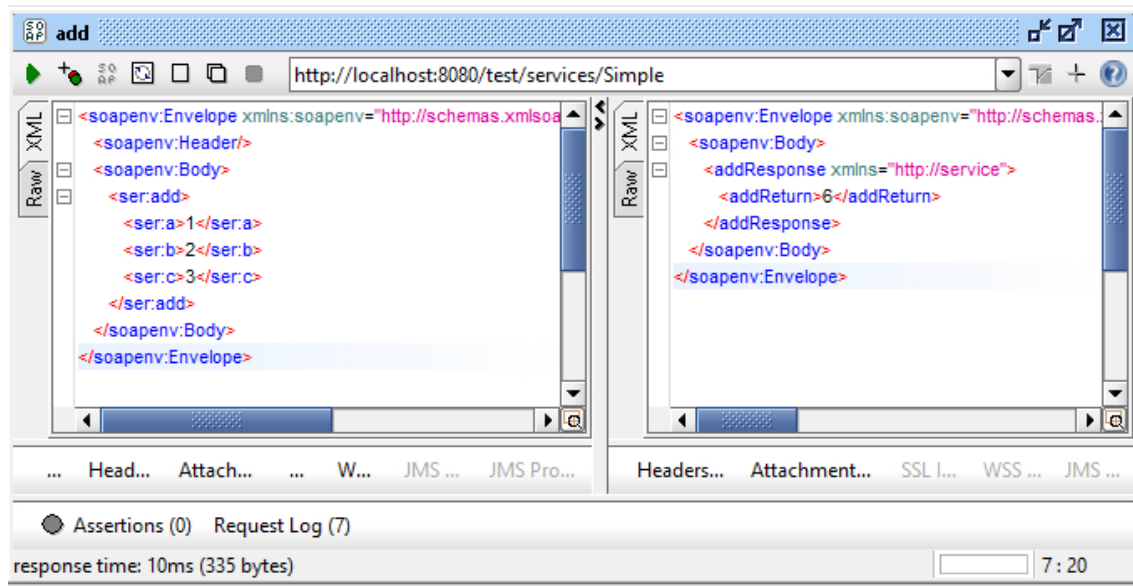 add
http://localhost:8080/test/services/Simple
XML
Raw
<soapenv:Envelope xmlns:soapenv="http://schemas.xmlsoa
<soapenv:Header/>
<soapenv:Body>
<ser:add>
<ser:a>1</ser:a>
<ser:b>2</ser:b>
<ser:c>3</ser:c>
</ser:add>
</soapenv:Body>
</soapenv:Envelope>
XML
Raw
<soapenv:Envelope xmlns:soapenv="http://schemas.
<soapenv:Body>
<addResponse xmlns="http://service">
<addReturn>6</addReturn>
</addResponse>
</soapenv:Body>
</soapenv:Envelope>
... Head... Attach... ... W... JMS ... JMS Pro...
Headers... Attachment... SSL I... WSS ... JMS ...
Assertions (0) Request Log (7)
response time: 10ms (335 bytes) 7 : 20